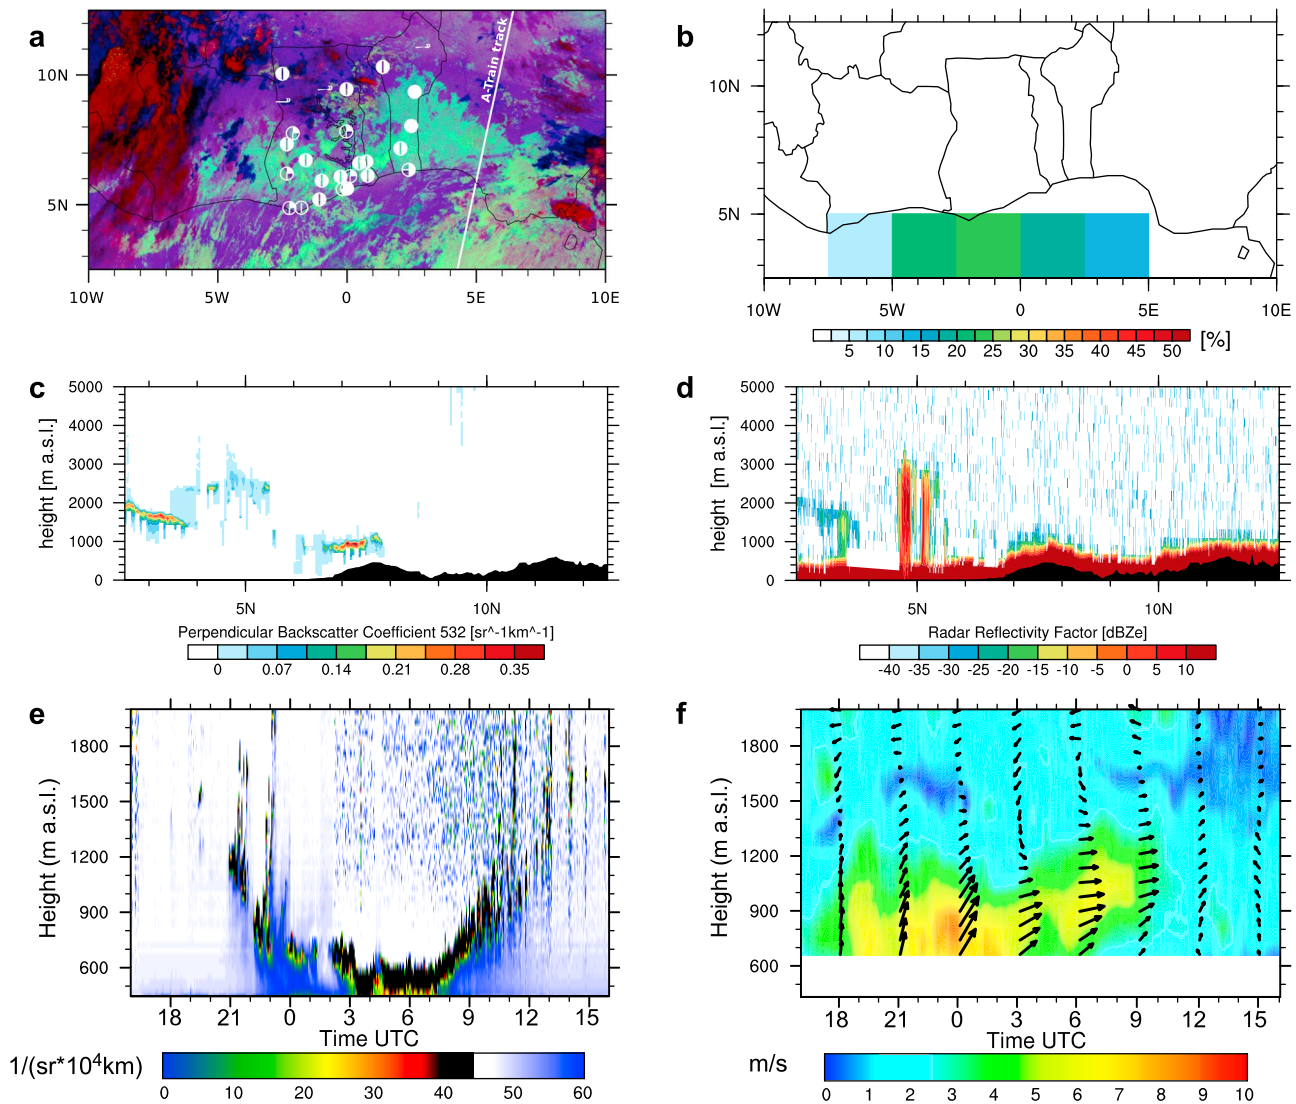 a
A-Train track
10N
5N
10W 5W 0 5E 10E
b
10N
5N
10W 5W 0 5E 10E
5 10 15 20 25 30 35 40 45 50 [%]
c
5000
4000
3000
2000
1000
0
height [m a.s.l.]
5N 10N
Perpendicular Backscatter Coefficient 532 [sr^-1km^-1]
0 0.07 0.14 0.21 0.28 0.35
d
5000
4000
3000
2000
1000
0
height [m a.s.l.]
5N 10N
Radar Reflectivity Factor [dBZe]
-40 -35 -30 -25 -20 -15 -10 -5 0 5 10
e
1800
1500
1200
900
600
Height (m a.s.l.)
18 21 0 3 6 9 12 15
Time UTC
1/(sr*10⁴km)
0 10 20 30 40 50 60
f
1800
1500
1200
900
600
Height (m a.s.l.)
18 21 0 3 6 9 12 15
Time UTC
m/s
0 1 2 3 4 5 6 7 8 9 10